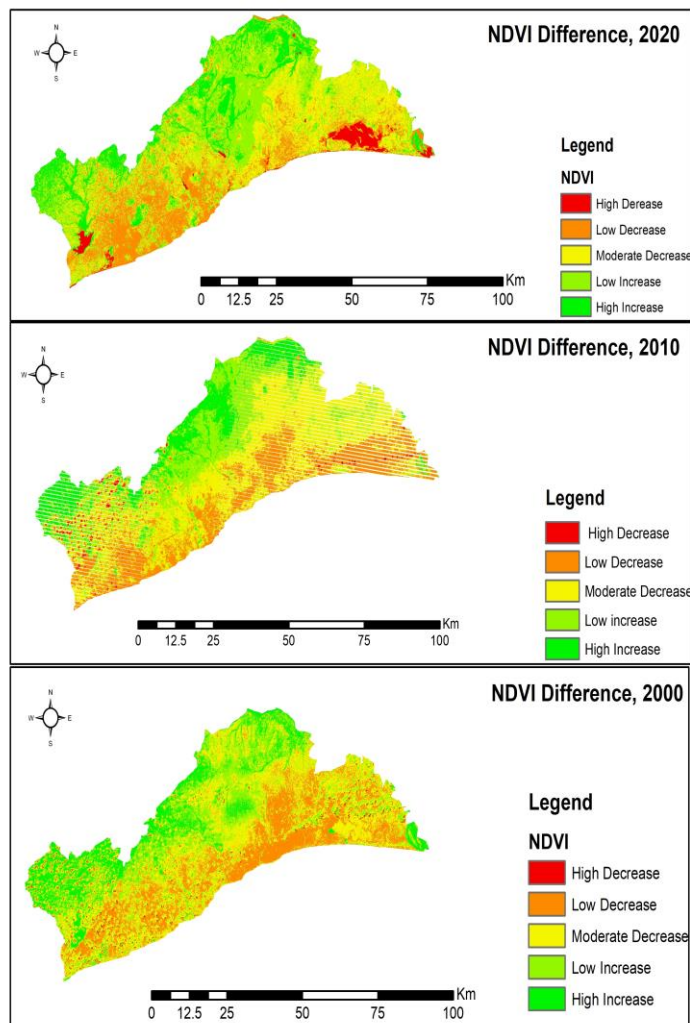 NDVI Difference, 2020
N
W E
S
Legend
NDVI
High Derease
Low Decrease
Moderate Decrease
Low Increase
High Increase
Km
0 12.5 25 50 75 100
NDVI Difference, 2010
N
W E
S
Legend
High Decrease
Low Decrease
Moderate Decrease
Low increase
High Increase
Km
0 12.5 25 50 75 100
NDVI Difference, 2000
N
W E
S
Legend
NDVI
High Decrease
Low Decrease
Moderate Decrease
Low Increase
High Increase
Km
0 12.5 25 50 75 100